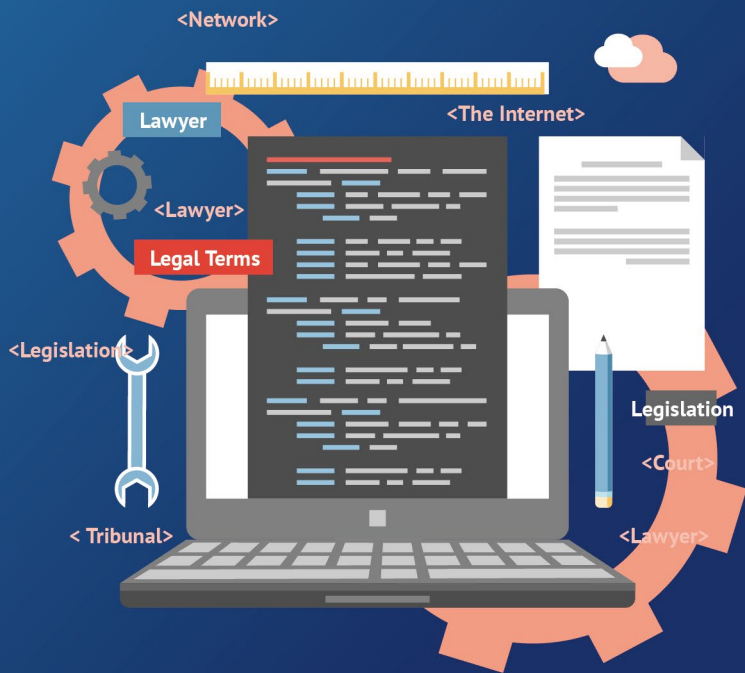 <Network>
<The Internet>
Lawyer
<Lawyer>
Legal Terms
<Legislation>
Legislation
<Court>
< Tribunal>
<Lawyer>